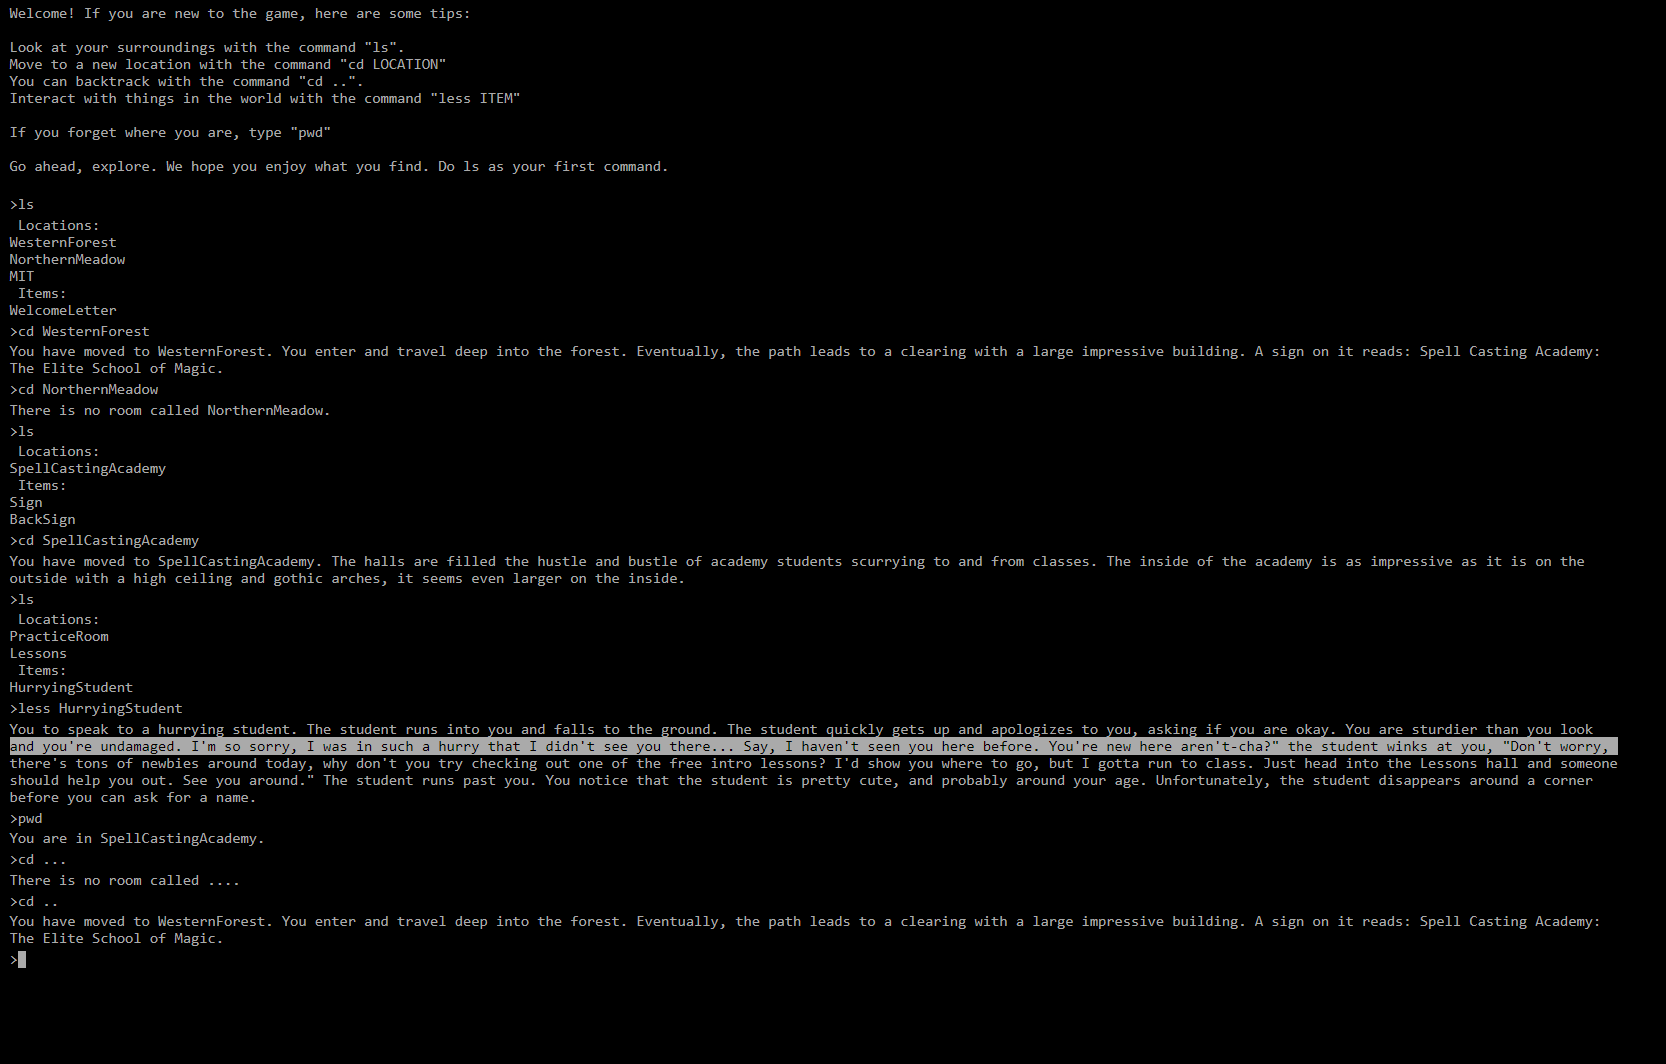 Welcome! If you are new to the game, here are some tips:
Look at your surroundings with the command "ls".
Move to a new location with the command "cd LOCATION"
You can backtrack with the command "cd ..".
Interact with things in the world with the command "less ITEM"
If you forget where you are, type "pwd"
Go ahead, explore. We hope you enjoy what you find. Do ls as your first command.
>ls
Locations:
WesternForest
NorthernMeadow
MIT
Items:
WelcomeLetter
>cd WesternForest
You have moved to WesternForest. You enter and travel deep into the forest. Eventually, the path leads to a clearing with a large impressive building. A sign on it reads: Spell Casting Academy:
The Elite School of Magic.
>cd NorthernMeadow
There is no room called NorthernMeadow.
>ls
Locations:
SpellCastingAcademy
Items:
Sign
BackSign
>cd SpellCastingAcademy
You have moved to SpellCastingAcademy. The halls are filled the hustle and bustle of academy students scurrying to and from classes. The inside of the academy is as impressive as it is on the
outside with a high ceiling and gothic arches, it seems even larger on the inside.
>ls
Locations:
PracticeRoom
Lessons
Items:
HurryingStudent
>less HurryingStudent
You to speak to a hurrying student. The student runs into you and falls to the ground. The student quickly gets up and apologizes to you, asking if you are okay. You are sturdier than you look
and you're undamaged. I'm so sorry, I was in such a hurry that I didn't see you there... Say, I haven't seen you here before. You're new here aren't-cha?" the student winks at you, "Don't worry,
there's tons of newbies around today, why don't you try checking out one of the free intro lessons? I'd show you where to go, but I gotta run to class. Just head into the Lessons hall and someone
should help you out. See you around." The student runs past you. You notice that the student is pretty cute, and probably around your age. Unfortunately, the student disappears around a corner
before you can ask for a name.
>pwd
You are in SpellCastingAcademy.
>cd ...
There is no room called ....
>cd ..
You have moved to WesternForest. You enter and travel deep into the forest. Eventually, the path leads to a clearing with a large impressive building. A sign on it reads: Spell Casting Academy:
The Elite School of Magic.
>